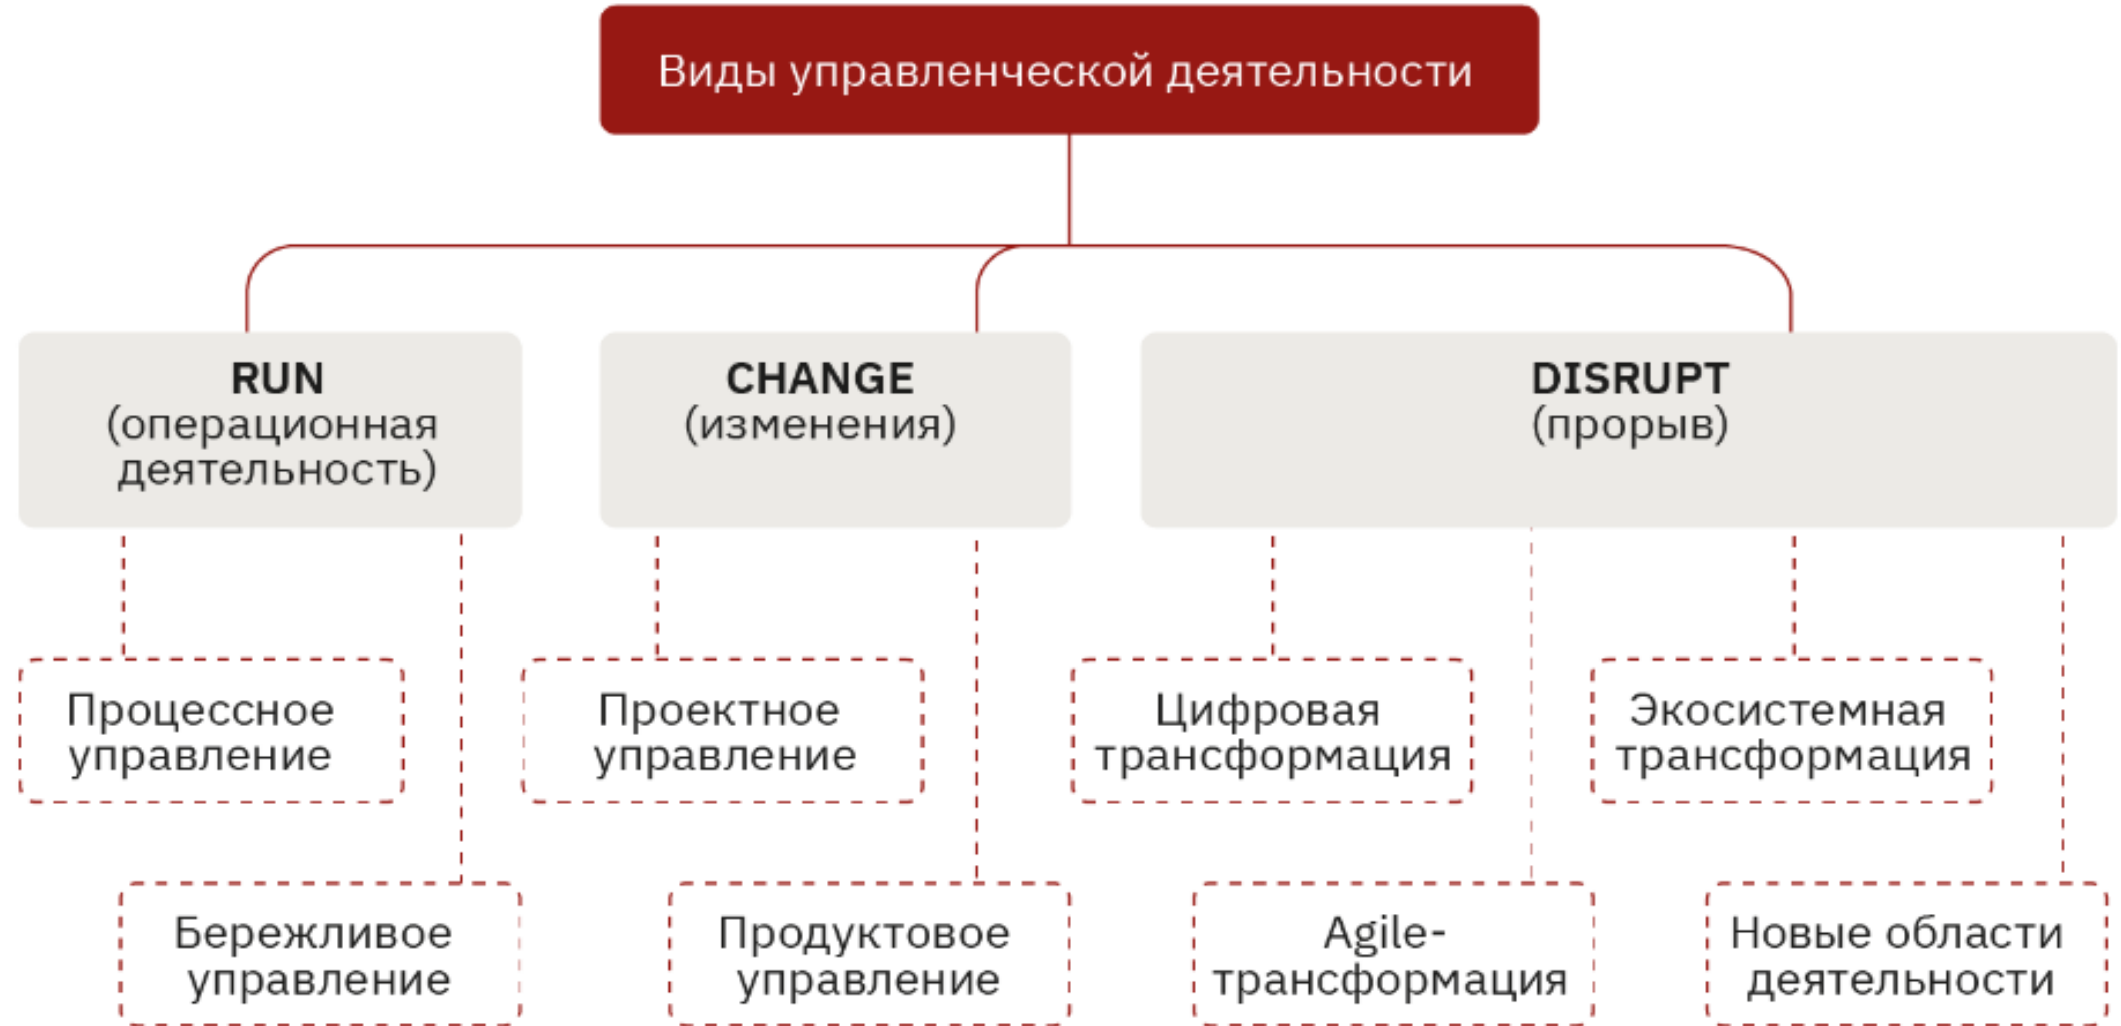 Виды управленческой деятельности
RUN
(операционная
деятельность)
CHANGE
(изменения)
DISRUPT
(прорыв)
Процессное
управление
Проектное
управление
Цифровая
трансформация
Экосистемная
трансформация
Бережливое
управление
Продуктовое
управление
Agile-
трансформация
Новые области
деятельности